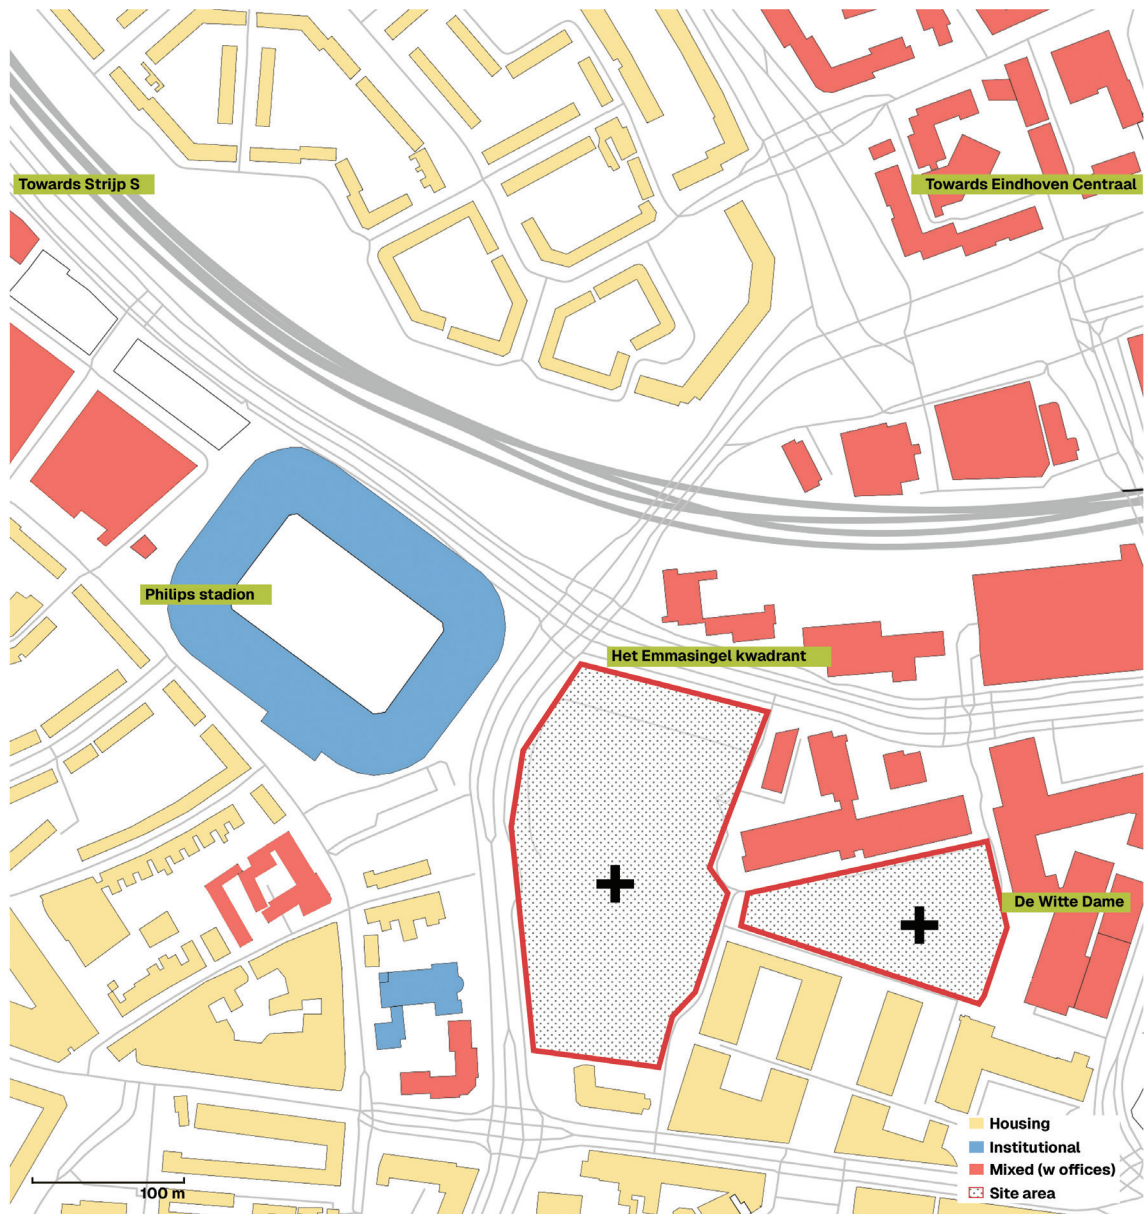 Towards Strijp S
Towards Eindhoven Centraal
Philips stadion
Het Emmasingel kwadrant
De Witte Dame
Housing
Institutional
Mixed (w offices)
Site area
100 m